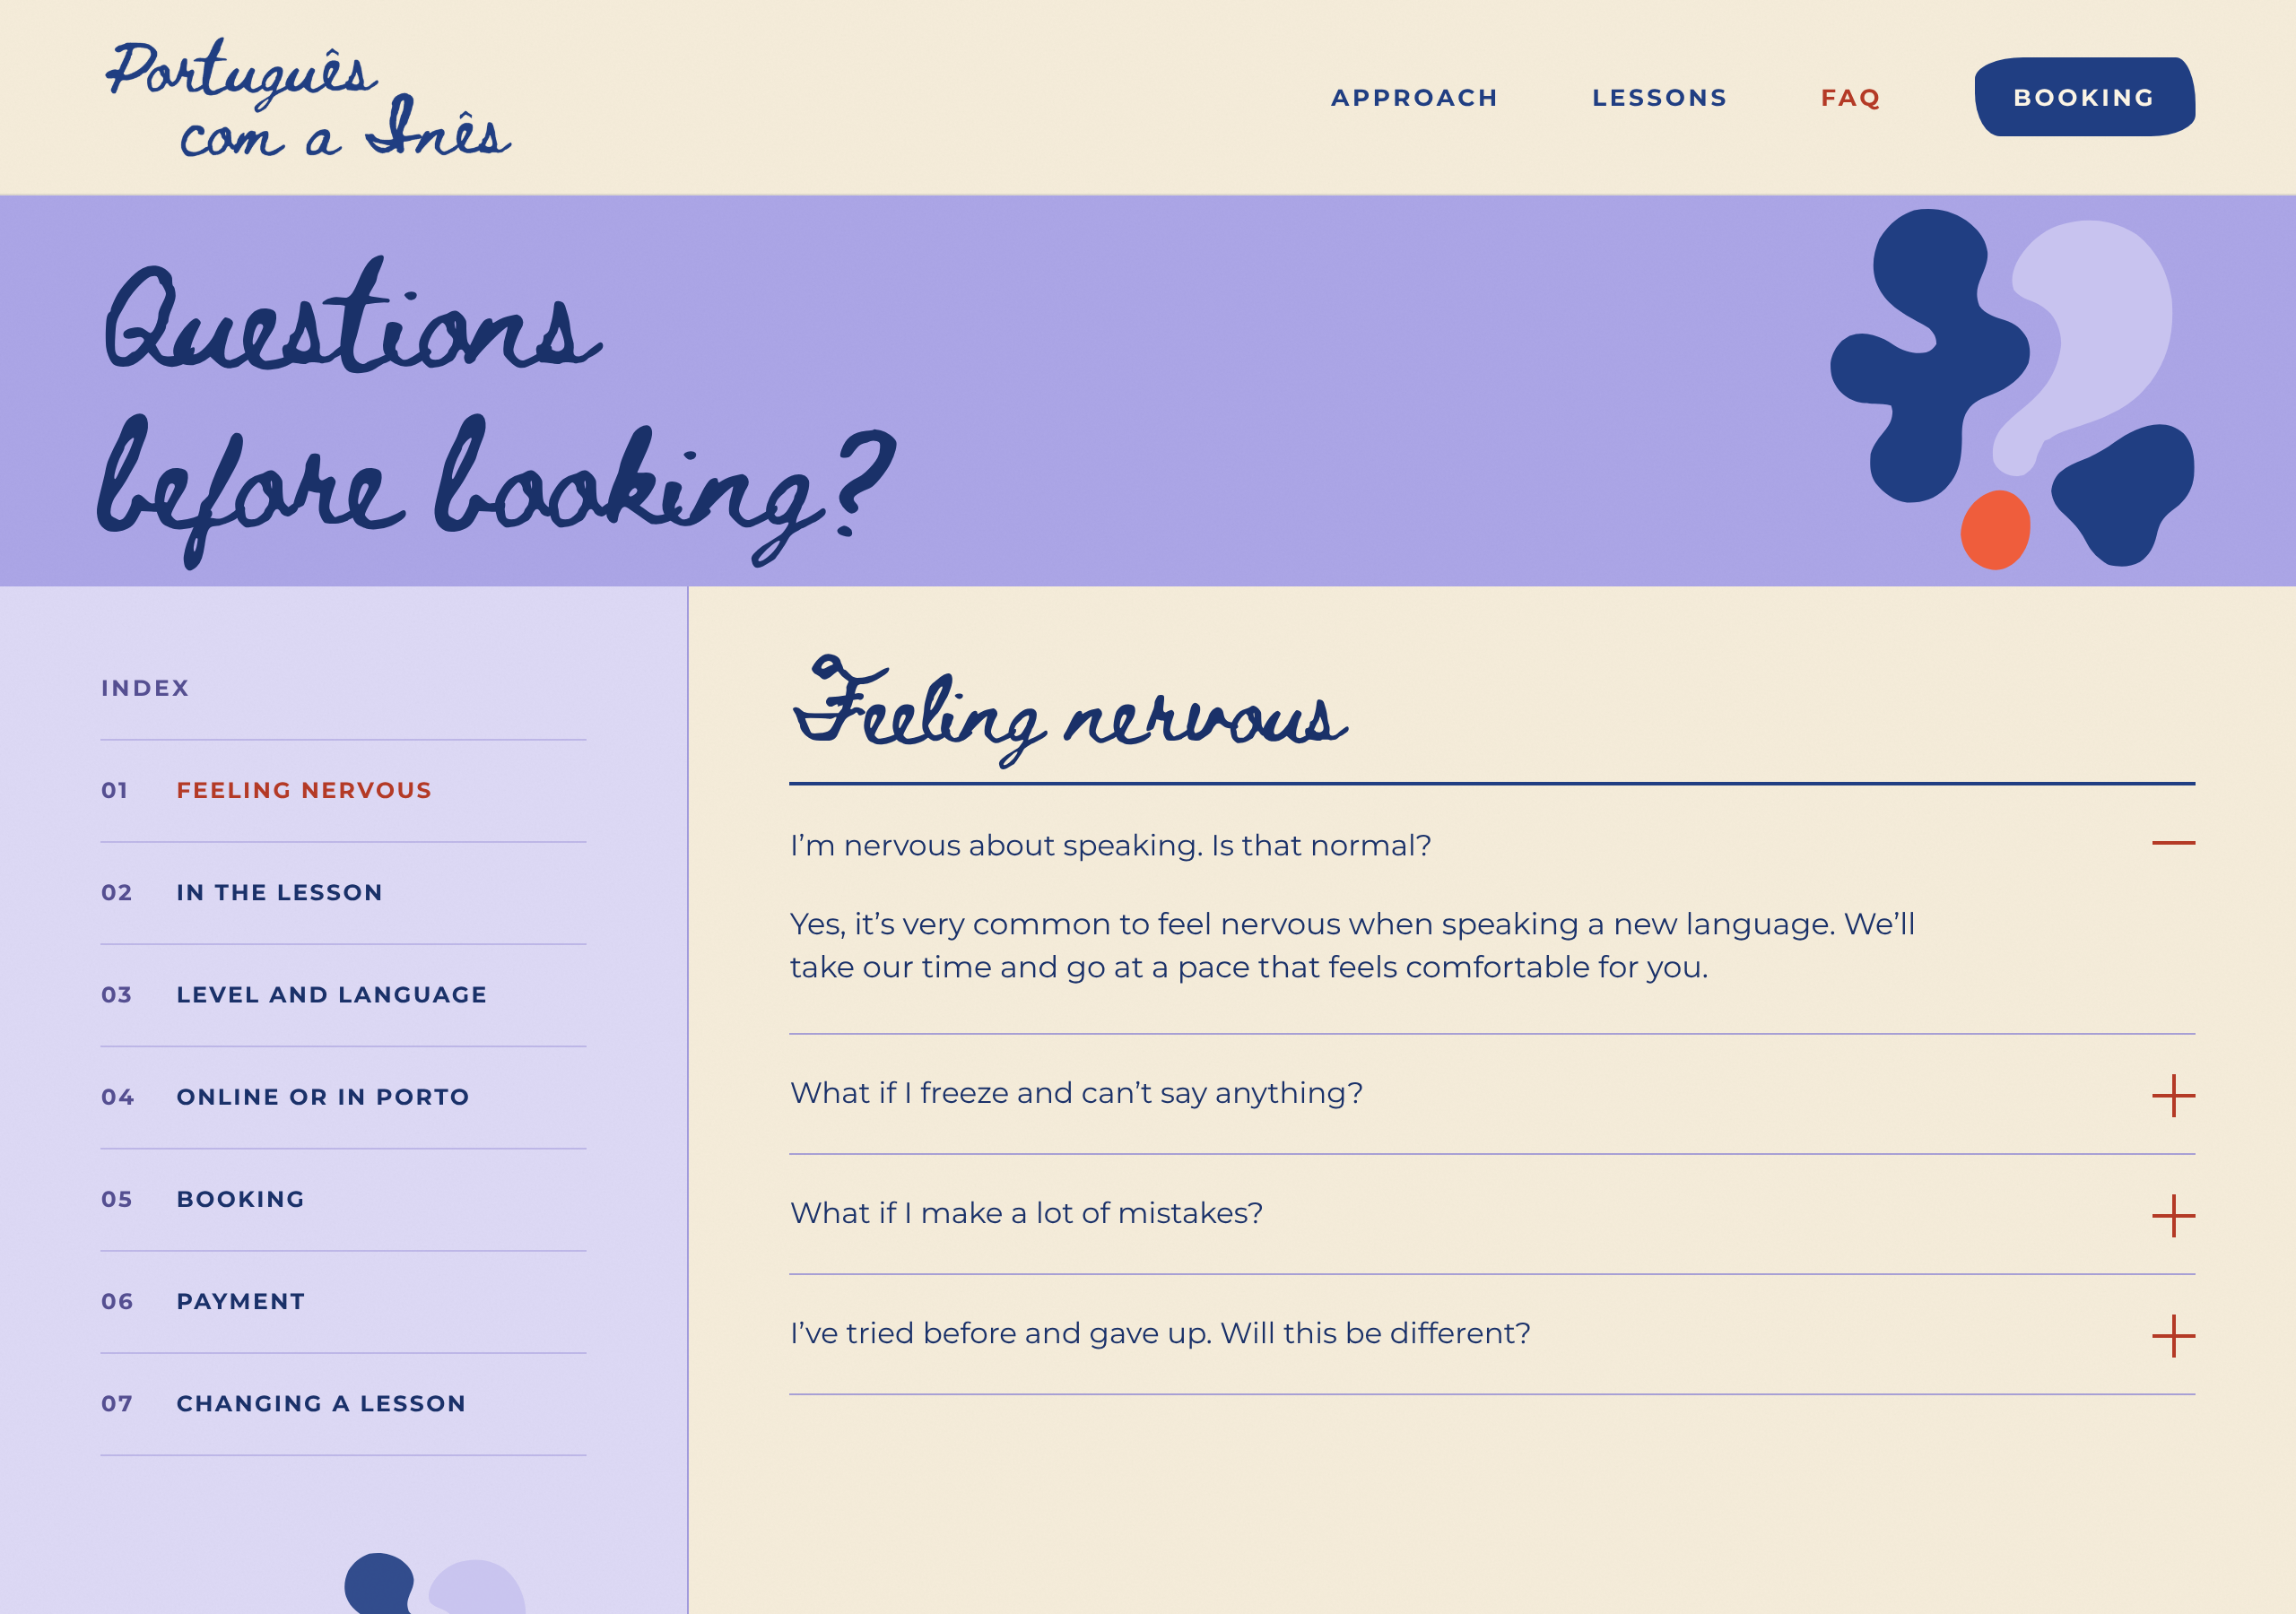 Português
com a Inês
APPROACH
LESSONS
FAQ
BOOKING
Questions
before booking?
INDEX
01 FEELING NERVOUS
02 IN THE LESSON
03 LEVEL AND LANGUAGE
04 ONLINE OR IN PORTO
05 BOOKING
06 PAYMENT
07 CHANGING A LESSON
Feeling nervous
I’m nervous about speaking. Is that normal?
Yes, it’s very common to feel nervous when speaking a new language. We’ll
take our time and go at a pace that feels comfortable for you.
What if I freeze and can’t say anything?
What if I make a lot of mistakes?
I’ve tried before and gave up. Will this be different?